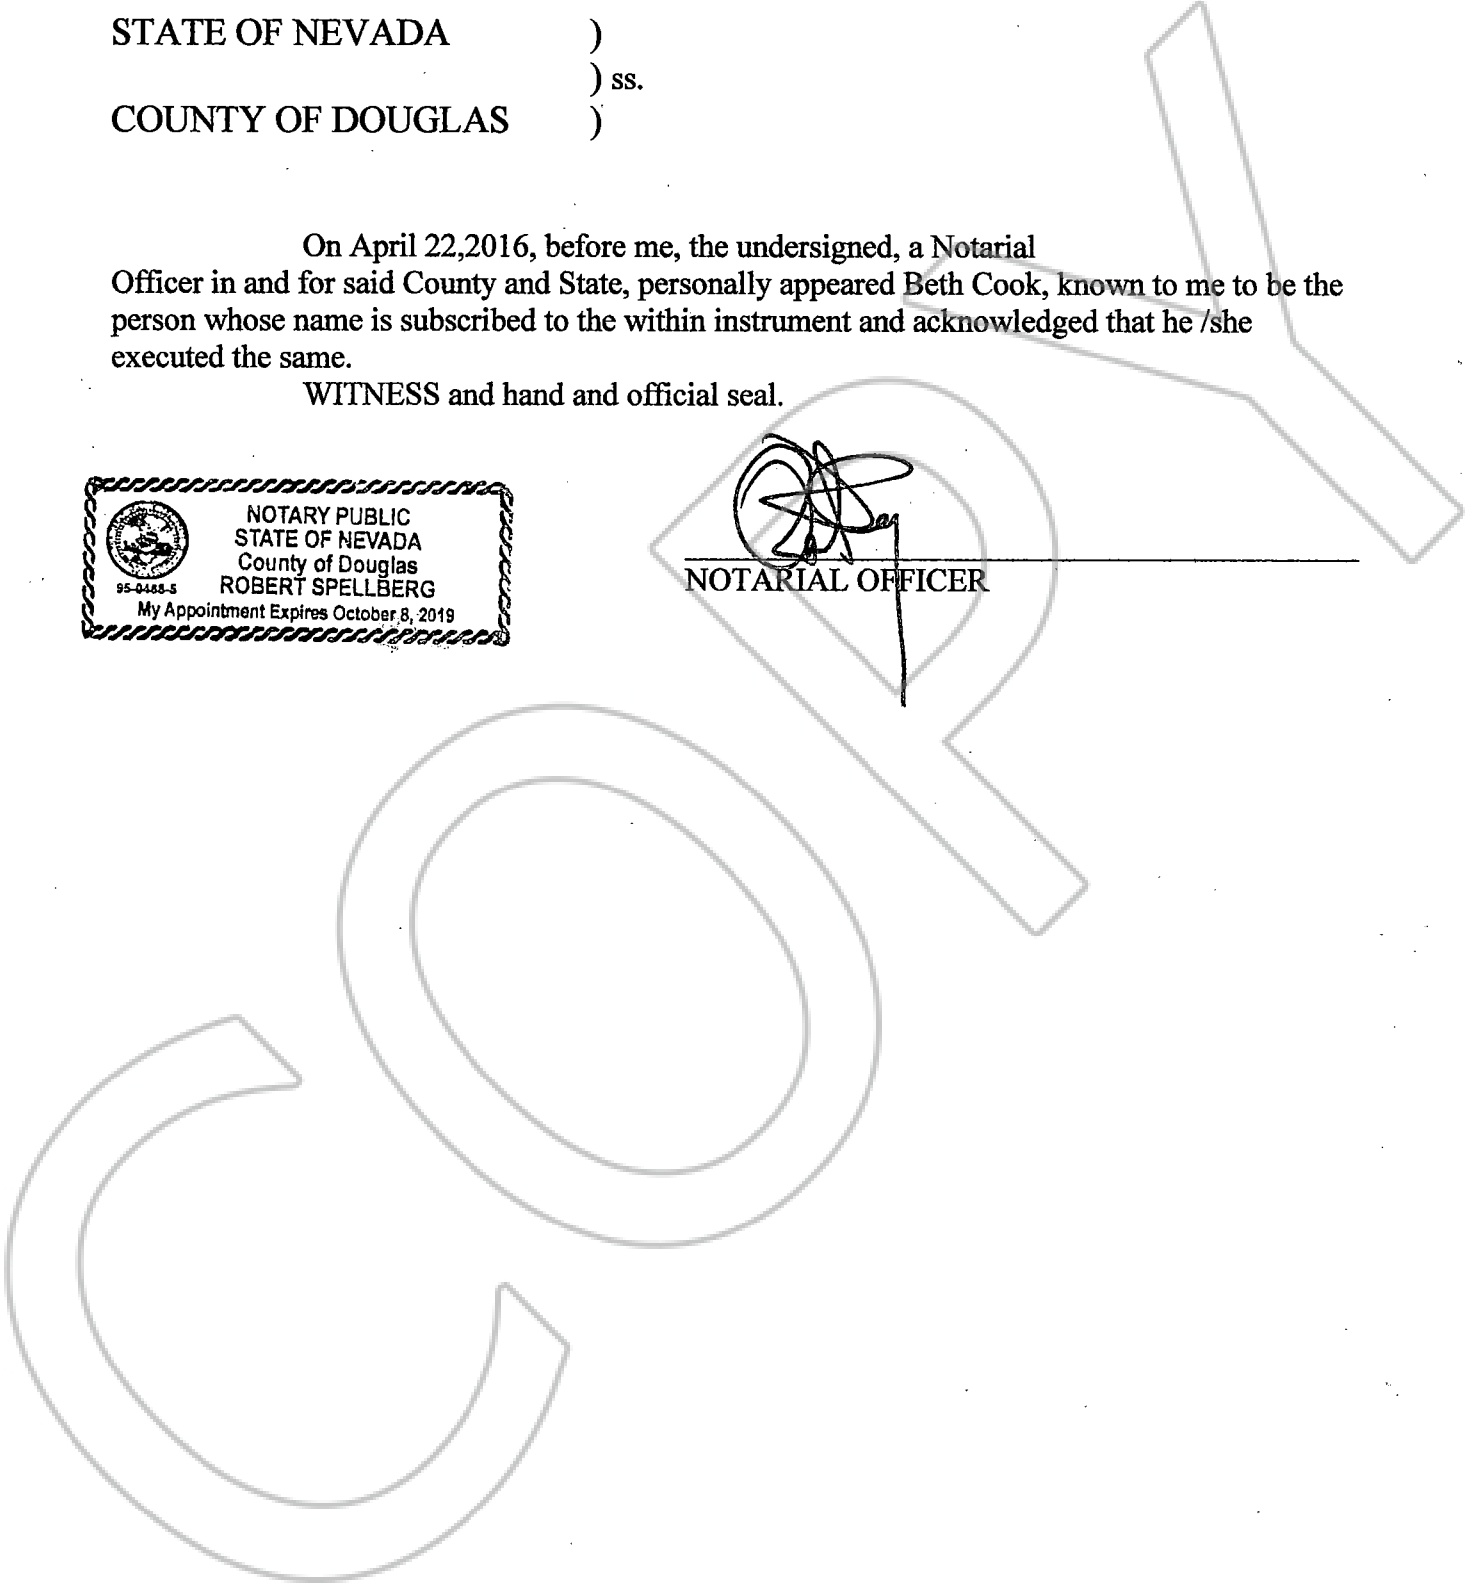 STATE OF NEVADA )
) ss.
COUNTY OF DOUGLAS )
On April 22,2016, before me, the undersigned, a Notarial
Officer in and for said County and State, personally appeared Beth Cook, known to me to be the
person whose name is subscribed to the within instrument and acknowledged that he /she
executed the same.
WITNESS and hand and official seal.
NOTARY PUBLIC
STATE OF NEVADA
County of Douglas
95-0468-5 ROBERT SPELLBERG
My Appointment Expires October 8, 2019
NOTARIAL OFFICER
COPY